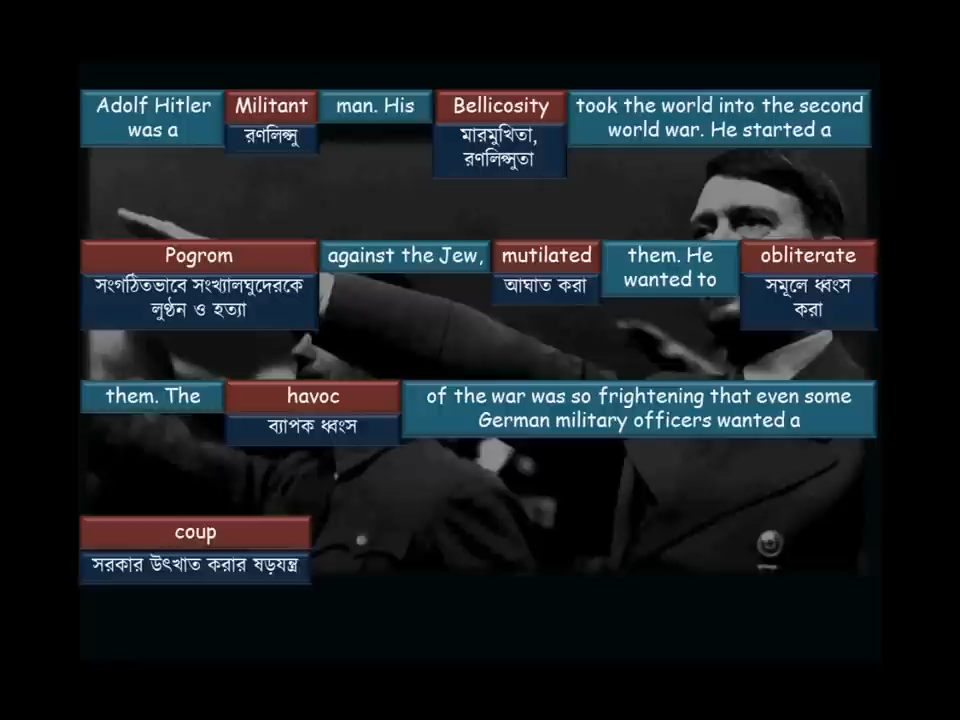 Adolf Hitler Militant man. His Bellicosity took the world into the second
was a রণলিপ্সু মারমুখিতা, world war. He started a
রণলিপ্সুতা
Pogrom against the Jew, mutilated them. He obliterate
সংগঠিতভাবে সংখ্যালঘুদেরকে আঘাত করা wanted to সমূলে ধ্বংস
লুণ্ঠন ও হত্যা করা
them. The havoc of the war was so frightening that even some
ব্যাপক ধ্বংস German military officers wanted a
coup
সরকার উৎখাত করার ষড়যন্ত্র